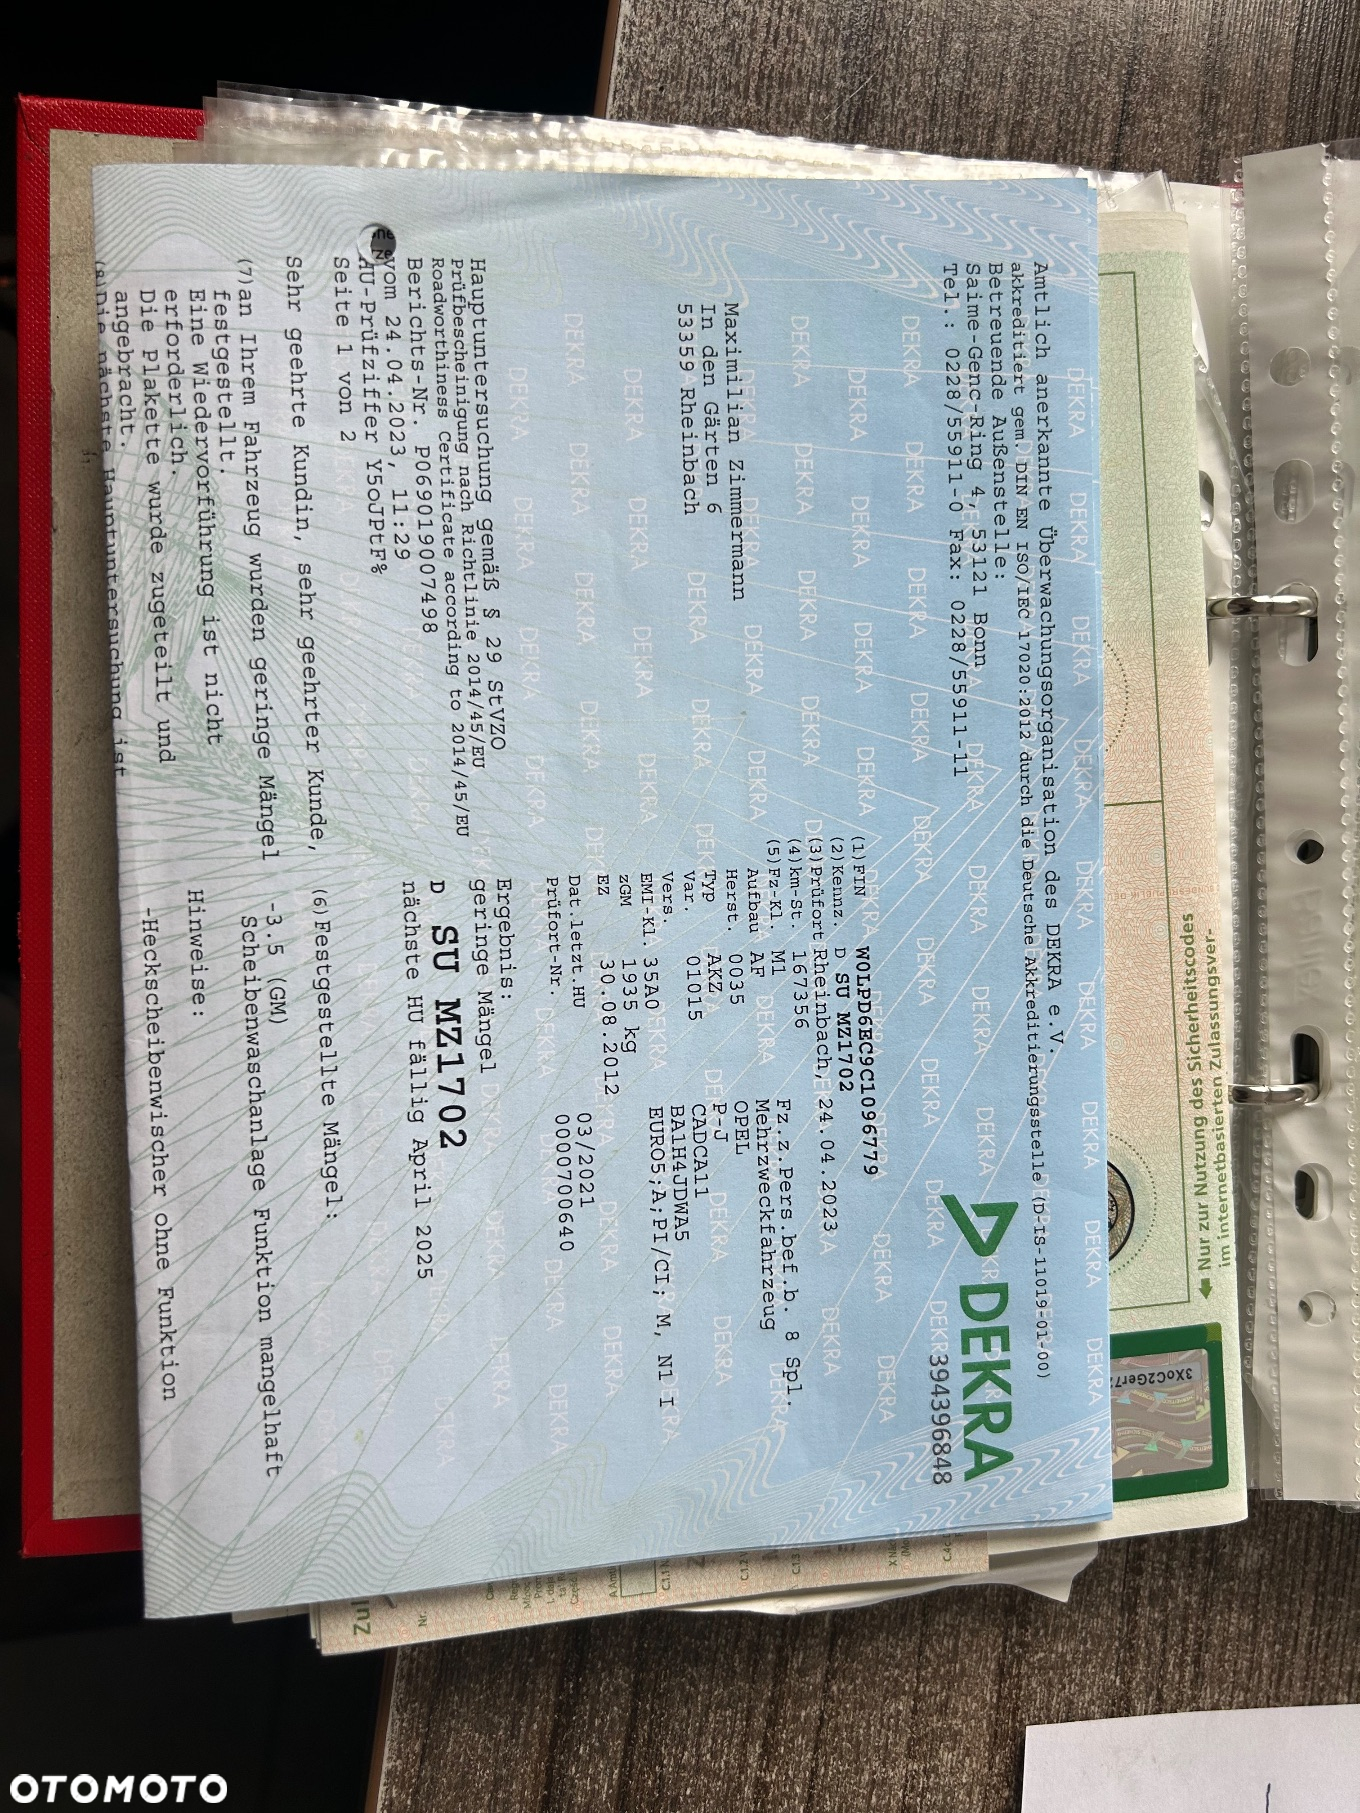 Amtlich anerkannte Überwachungsorganisation des DEKRA e.V.
akkreditiert gem. DIN EN ISO/IEC 17020:2012 durch die Deutsche Akkreditierungsstelle (D-IS-11019-01-00)
Betreuende Außenstelle:
Saime-Genc-Ring 4, 53121 Bonn
Tel.: 0228/55911-0 Fax: 0228/55911-11
DEKRA
394396848
Maximilian Zimmermann
In den Gärten 6
53359 Rheinbach
(1)FIN W0LPD6EC9C1096779
(2)Kennz. D SU MZ1702
(3)Prüfort Rheinbach, 24.04.2023
(4)km-St. 167356
(5)Fz-Kl. M1 Fz.z.Pers.bef.b. 8 Spl.
Aufbau AF Mehrzweckfahrzeug
Herst. 0035 OPEL
Typ AKZ P-J
Var. 01015 CADCA11
Vers. BA1H4JDWA5
EMI-Kl. 35A0 EURO5;A;PI/CI; M, N1 I
zGM 1935 kg
EZ 30.08.2012
Dat.letzt.HU 03/2021
Prüfort-Nr. 0000700640
Hauptuntersuchung gemäß § 29 StVZO
Prüfbescheinigung nach Richtlinie 2014/45/EU
Roadworthiness Certificate according to 2014/45/EU
Berichts-Nr. P06901900749​8
vom 24.04.2023, 11:29
HU-Prüfziffer Y5oJPtF%
Seite 1 von 2
Ergebnis:
geringe Mängel
D SU MZ1702
nächste HU fällig April 2025
Sehr geehrte Kundin, sehr geehrter Kunde,
(7)an Ihrem Fahrzeug wurden geringe Mängel
festgestellt.
Eine Wiedervorführung ist nicht
erforderlich.
Die Plakette wurde zugeteilt und
angebracht.
(8)Die nächste Hauptuntersuchung ist
(6)Festgestellte Mängel:
-3.5 (GM)
Scheibenwaschanlage Funktion mangelhaft
Hinweise:
-Heckscheibenwischer ohne Funktion
Nur zur Nutzung des Sicherheitscodes
im internetbasierten Zulassungsver-
3XoC2Ger7
OTOMOTO